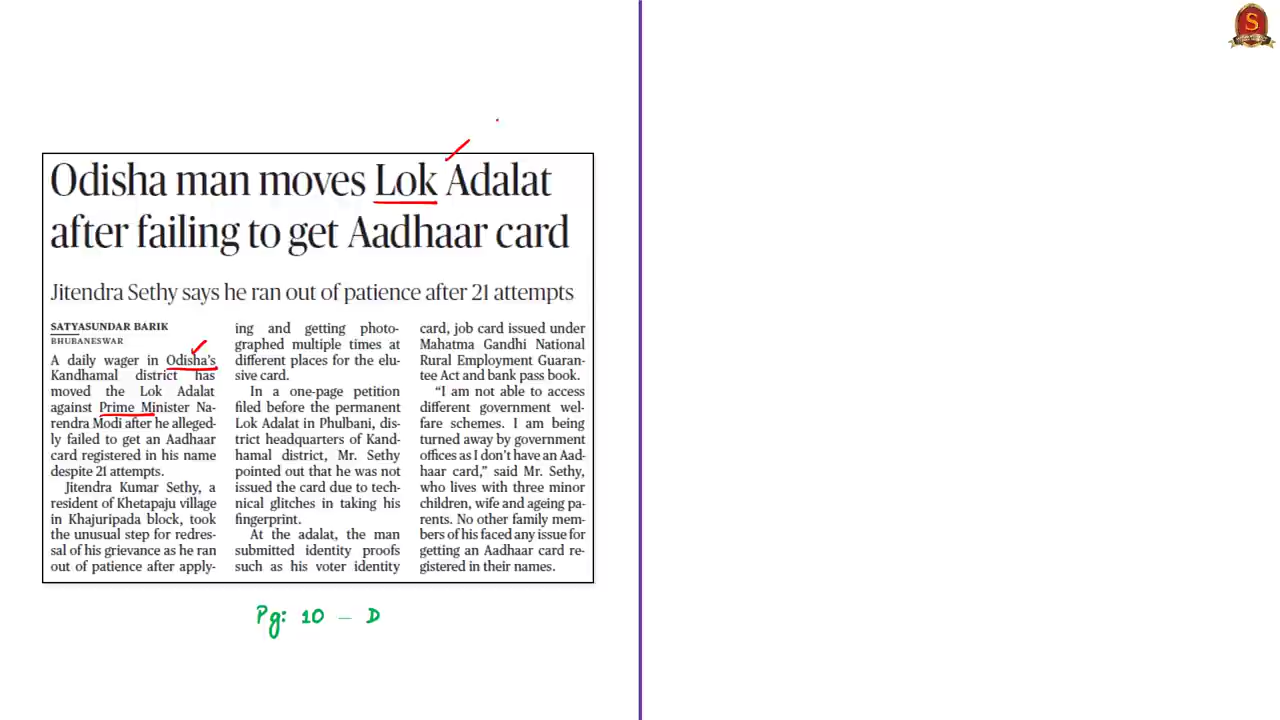 S
Odisha man moves Lok Adalat
after failing to get Aadhaar card
Jitendra Sethy says he ran out of patience after 21 attempts
SATYASUNDAR BARIK
BHUBANESWAR
A daily wager in Odisha's
Kandhamal district has
moved the Lok Adalat
against Prime Minister Na-
rendra Modi after he alleged-
ly failed to get an Aadhaar
card registered in his name
despite 21 attempts.
Jitendra Kumar Sethy, a
resident of Khetapaju village
in Khajuripada block, took
the unusual step for redres-
sal of his grievance as he ran
out of patience after apply-
ing and getting photo-
graphed multiple times at
different places for the elu-
sive card.
In a one-page petition
filed before the permanent
Lok Adalat in Phulbani, dis-
trict headquarters of Kand-
hamal district, Mr. Sethy
pointed out that he was not
issued the card due to tech-
nical glitches in taking his
fingerprint.
At the adalat, the man
submitted identity proofs
such as his voter identity
card, job card issued under
Mahatma Gandhi National
Rural Employment Guaran-
tee Act and bank pass book.
“I am not able to access
different government wel-
fare schemes. I am being
turned away by government
offices as I don't have an Aad-
haar card,” said Mr. Sethy,
who lives with three minor
children, wife and ageing pa-
rents. No other family mem-
bers of his faced any issue for
getting an Aadhaar card re-
gistered in their names.
Pg: 10 – D